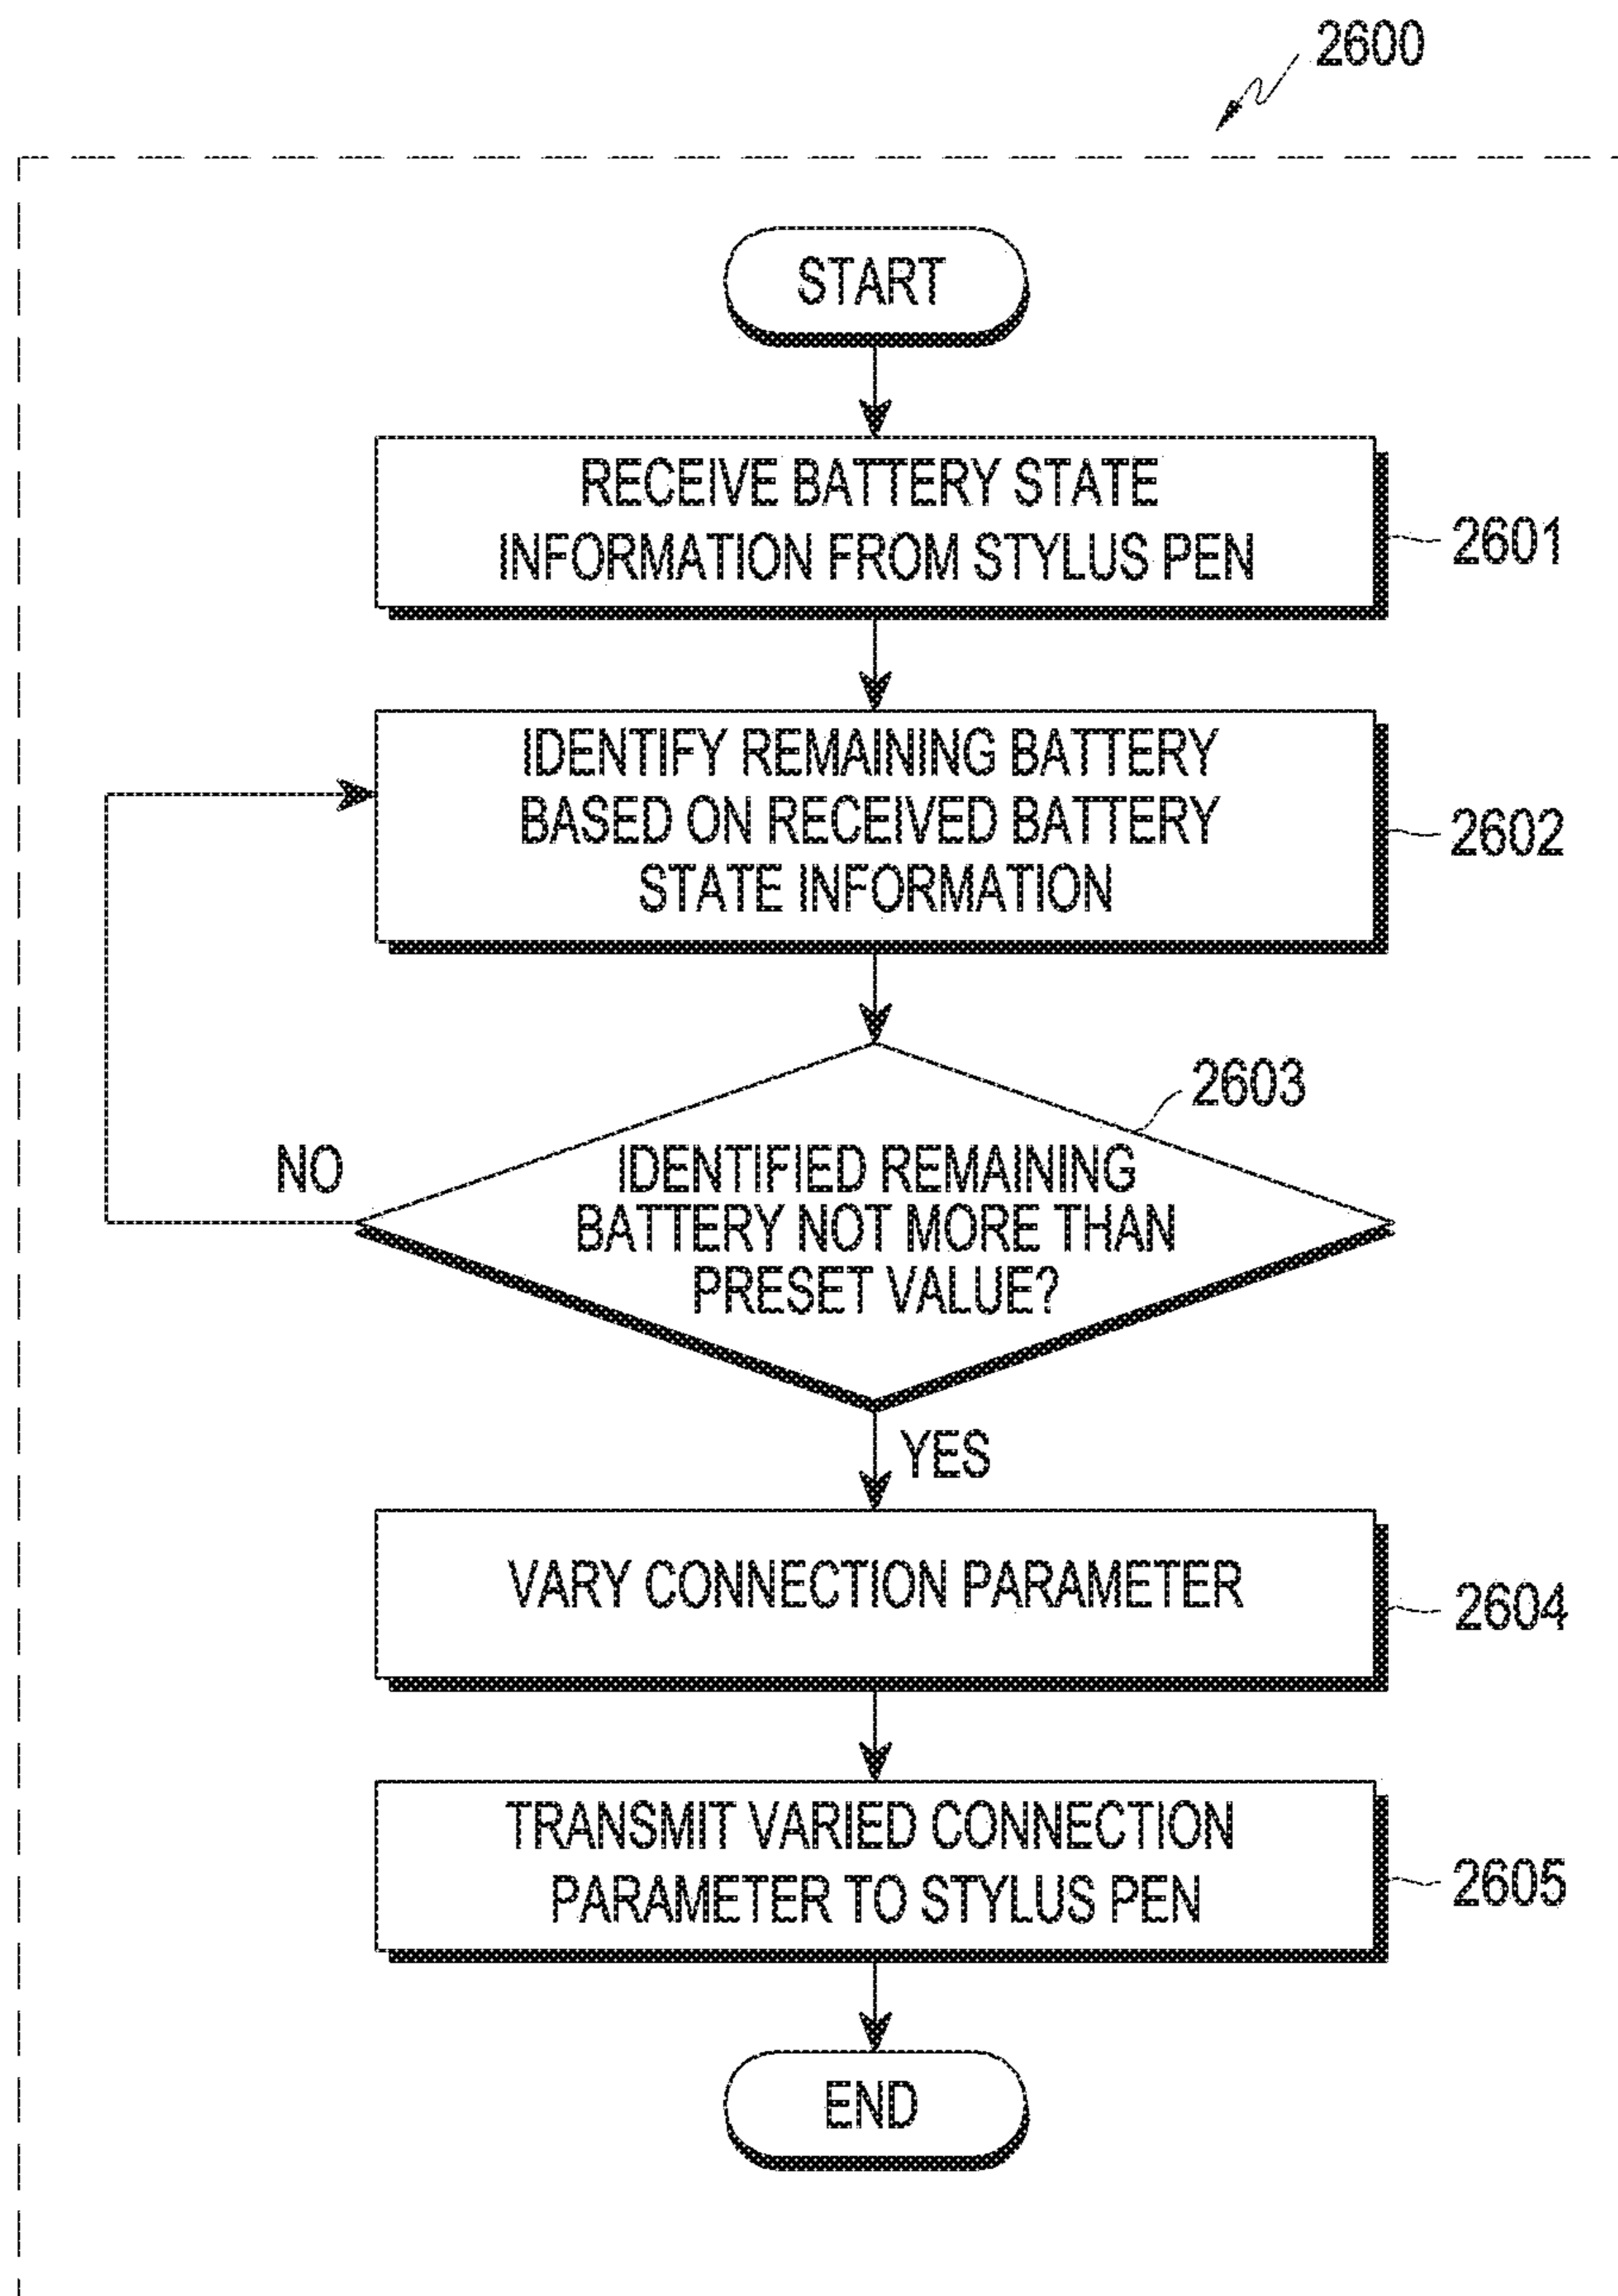 2600
START
RECEIVE BATTERY STATE
INFORMATION FROM STYLUS PEN
2601
IDENTIFY REMAINING BATTERY
BASED ON RECEIVED BATTERY
STATE INFORMATION
2602
2603
IDENTIFIED REMAINING
BATTERY NOT MORE THAN
PRESET VALUE?
NO
YES
VARY CONNECTION PARAMETER
2604
TRANSMIT VARIED CONNECTION
PARAMETER TO STYLUS PEN
2605
END